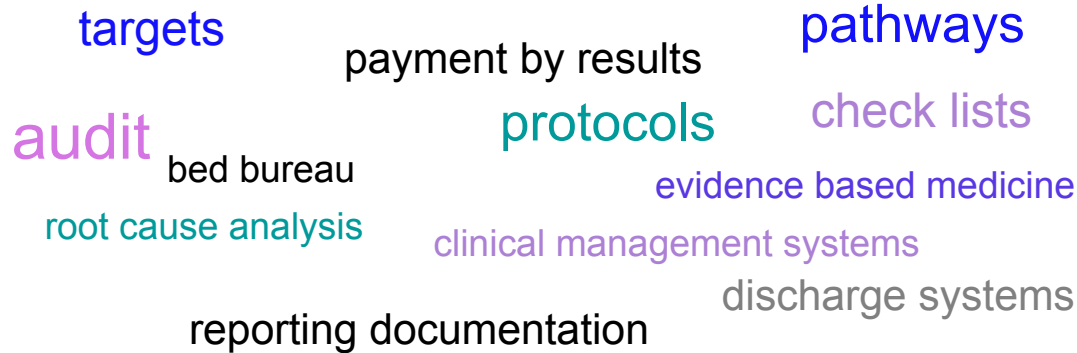 targets
pathways
payment by results
audit
protocols
check lists
bed bureau
evidence based medicine
root cause analysis
clinical management systems
discharge systems
reporting documentation